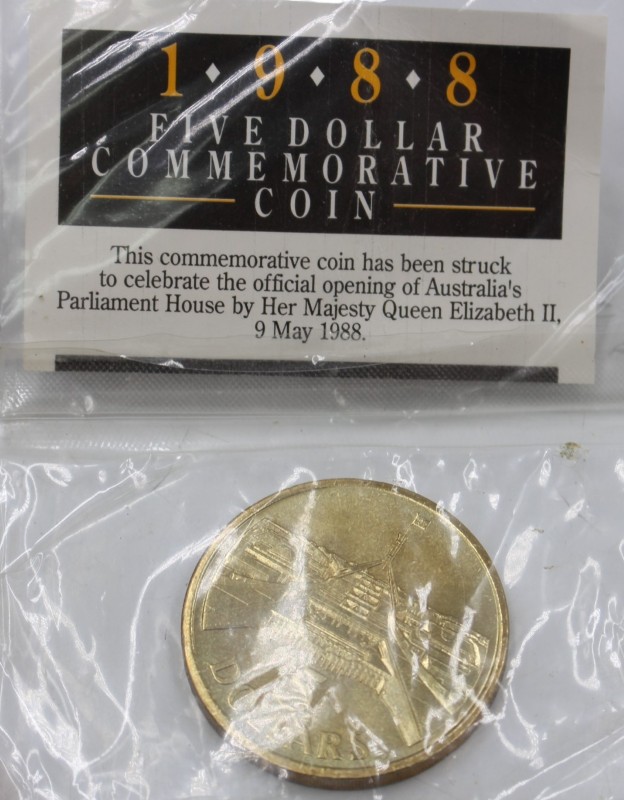 1 ♦ 9 ♦ 8 ♦ 8
FIVE DOLLAR
COMMEMORATIVE
COIN
This commemorative coin has been struck
to celebrate the official opening of Australia's
Parliament House by Her Majesty Queen Elizabeth II,
9 May 1988.
DOLLARS